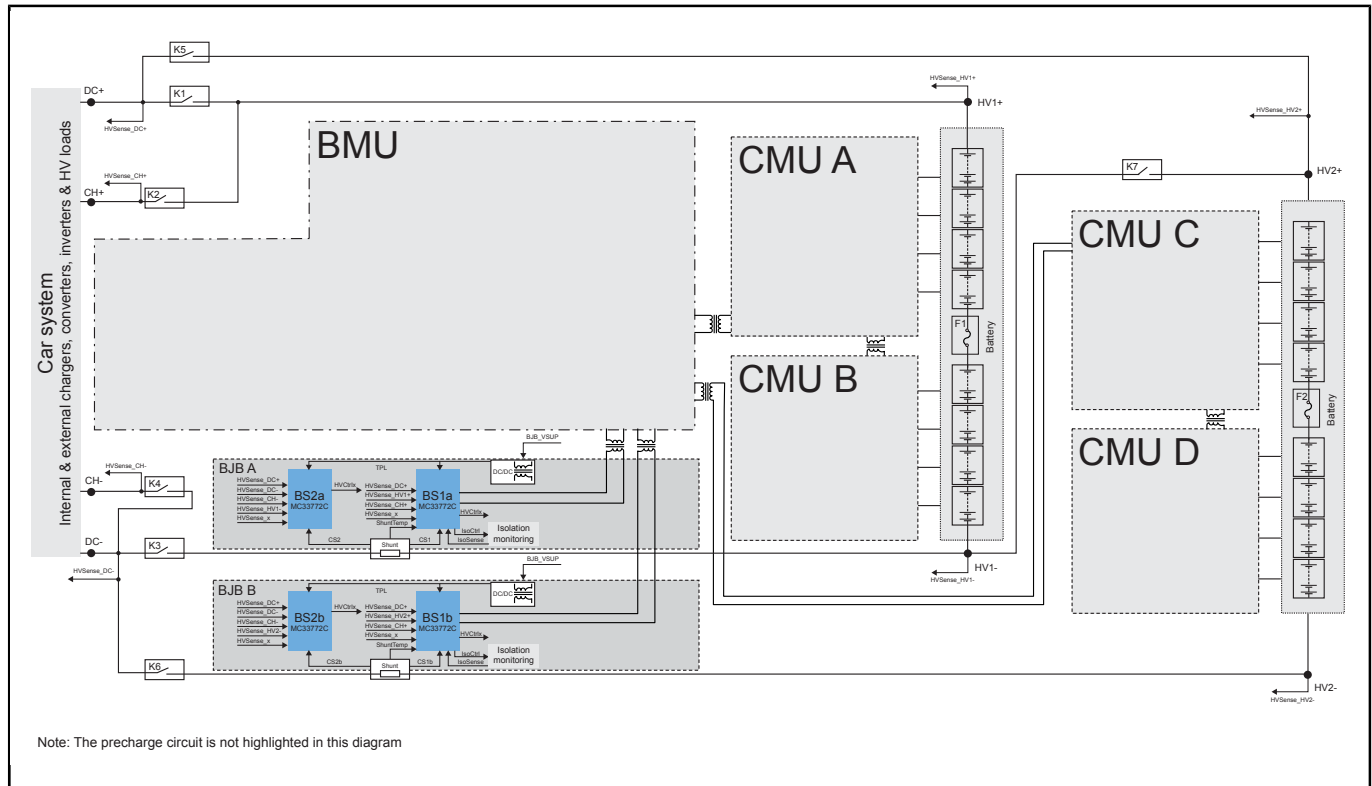 K5
HVSense_HV1+
DC+
K1
HV1+
HVSense_DC+
HVSense_HV2+
BMU
CMU A
K7
HV2+
HVSense_CH+
CH+
K2
Car system
Internal & external chargers, converters, inverters & HV loads
CMU C
F1
Battery
CMU B
F2
Battery
CMU D
BJB_VSUP
HVSense_CH-
CH-
K4
BJB A
TPL
DC/DC
HVSense_DC+
HVSense_DC-
HVSense_CH-
HVSense_HV1-
HVSense_x
BS2a
MC33772C
HVCtrlx
HVSense_DC+
HVSense_HV1+
HVSense_CH+
HVSense_x
ShuntTemp
BS1a
MC33772C
HVCtrlx
IsoCtrl
IsoSense
Isolation
monitoring
CS2
Shunt
CS1
DC-
K3
HV1-
HVSense_HV1-
HVSense_DC-
BJB_VSUP
BJB B
TPL
DC/DC
HVSense_DC+
HVSense_DC-
HVSense_CH-
HVSense_HV2-
HVSense_x
BS2b
MC33772C
HVCtrlx
HVSense_DC+
HVSense_HV2+
HVSense_CH+
HVSense_x
ShuntTemp
BS1b
MC33772C
HVCtrlx
IsoCtrl
IsoSense
Isolation
monitoring
CS2b
Shunt
CS1b
K6
HV2-
HVSense_HV2-
Note: The precharge circuit is not highlighted in this diagram